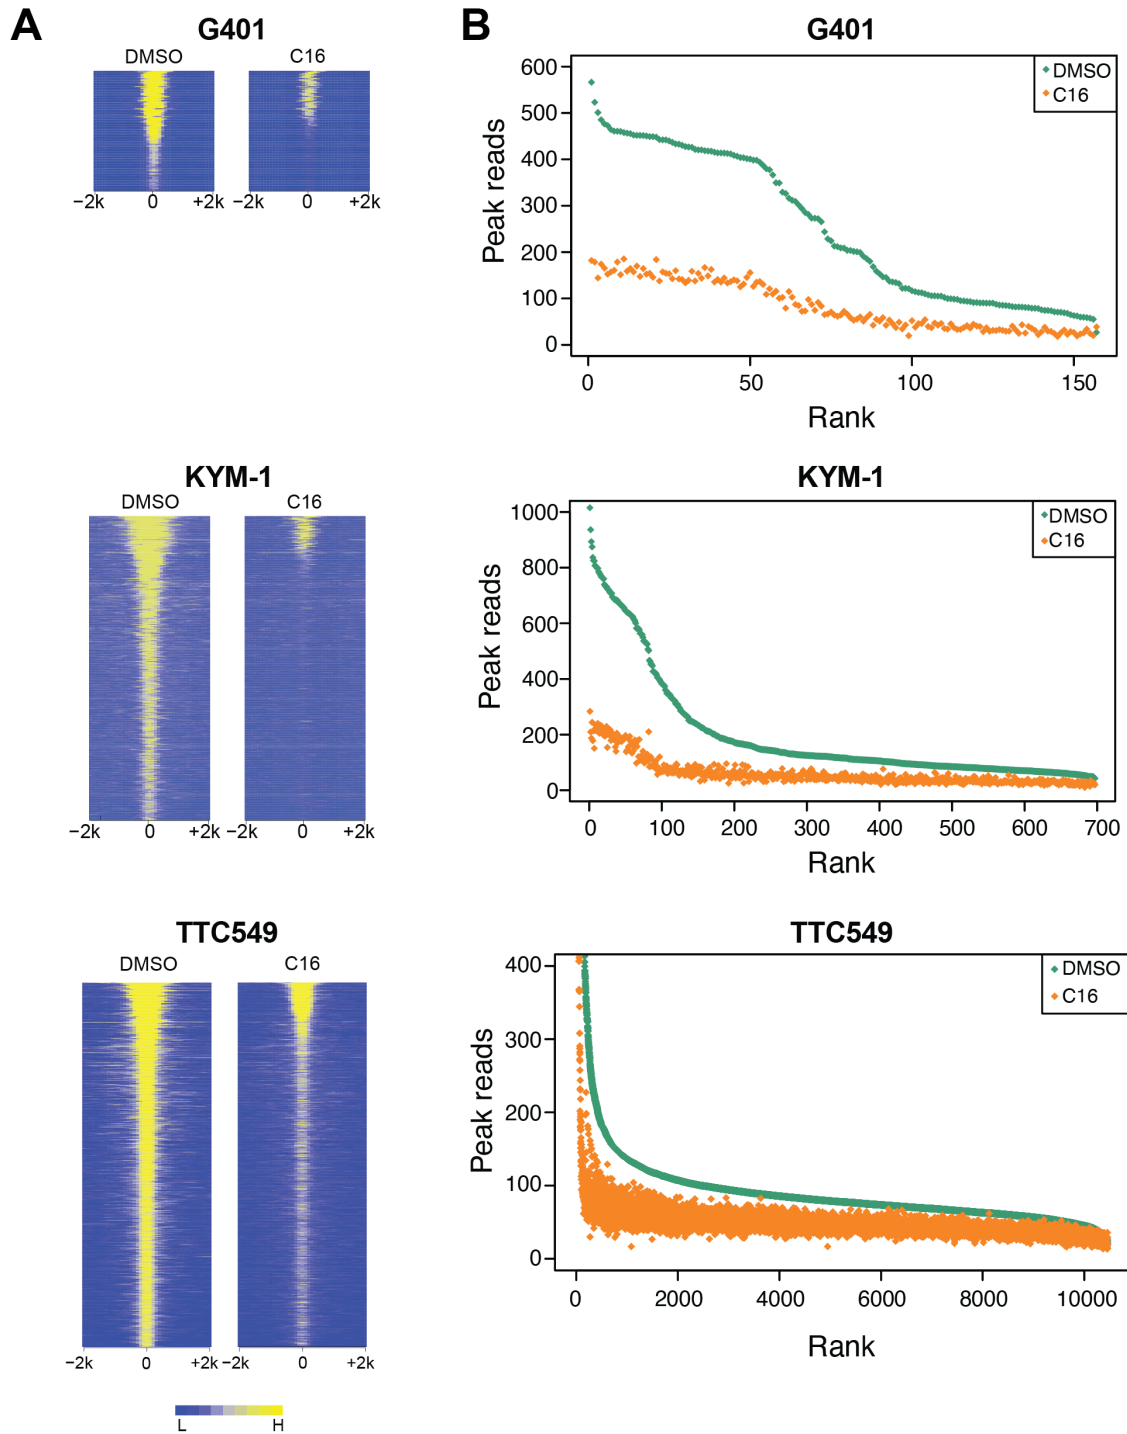 A
G401
DMSO C16
−2k 0 +2k −2k 0 +2k
KYM-1
DMSO C16
−2k 0 +2k −2k 0 +2k
TTC549
DMSO C16
−2k 0 +2k −2k 0 +2k
L H
B
G401
DMSO
C16
600
500
400
300
200
100
0
Peak reads
0 50 100 150
Rank
KYM-1
DMSO
C16
1000
800
600
400
200
0
Peak reads
0 100 200 300 400 500 600 700
Rank
TTC549
DMSO
C16
400
300
200
100
0
Peak reads
0 2000 4000 6000 8000 10000
Rank